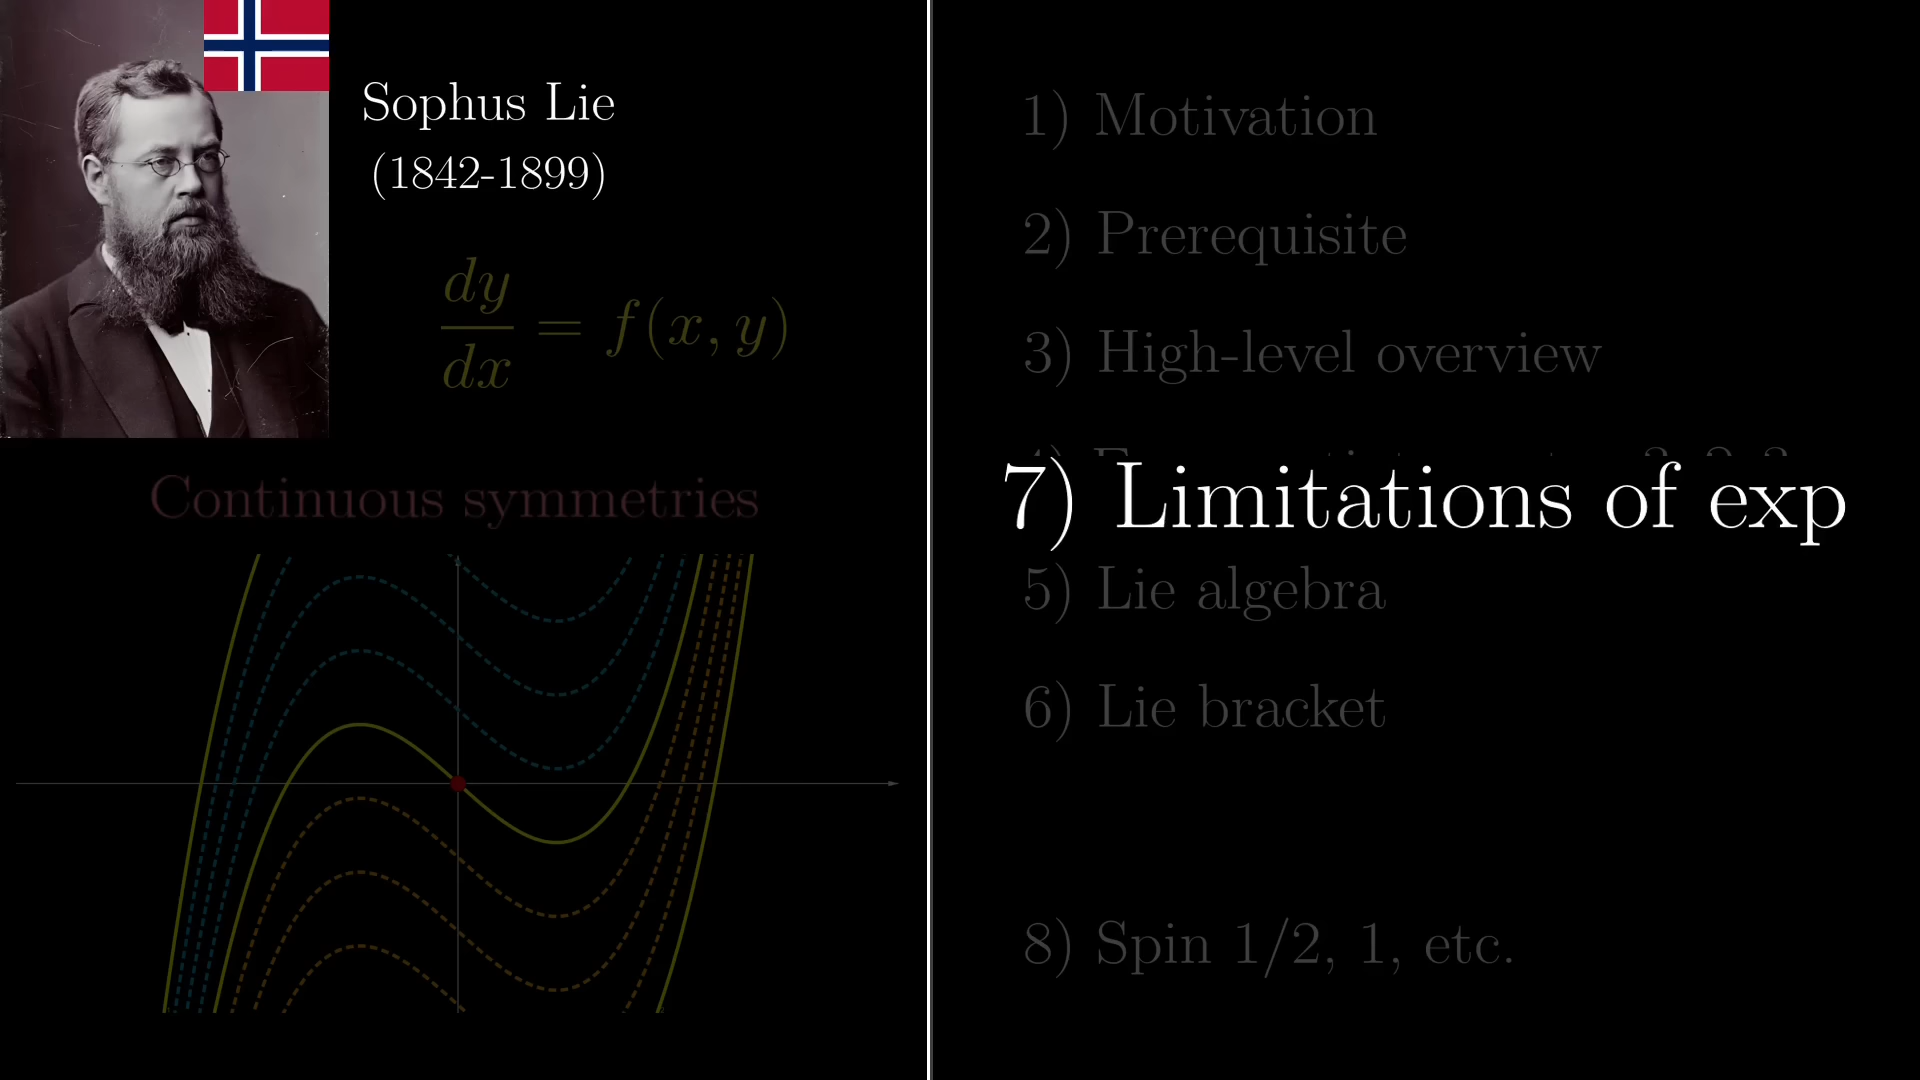 Sophus Lie
(1842-1899)
dy/dx = f(x, y)
Continuous symmetries
1) Motivation
2) Prerequisite
3) High-level overview
7) Limitations of exp
5) Lie algebra
6) Lie bracket
8) Spin 1/2, 1, etc.